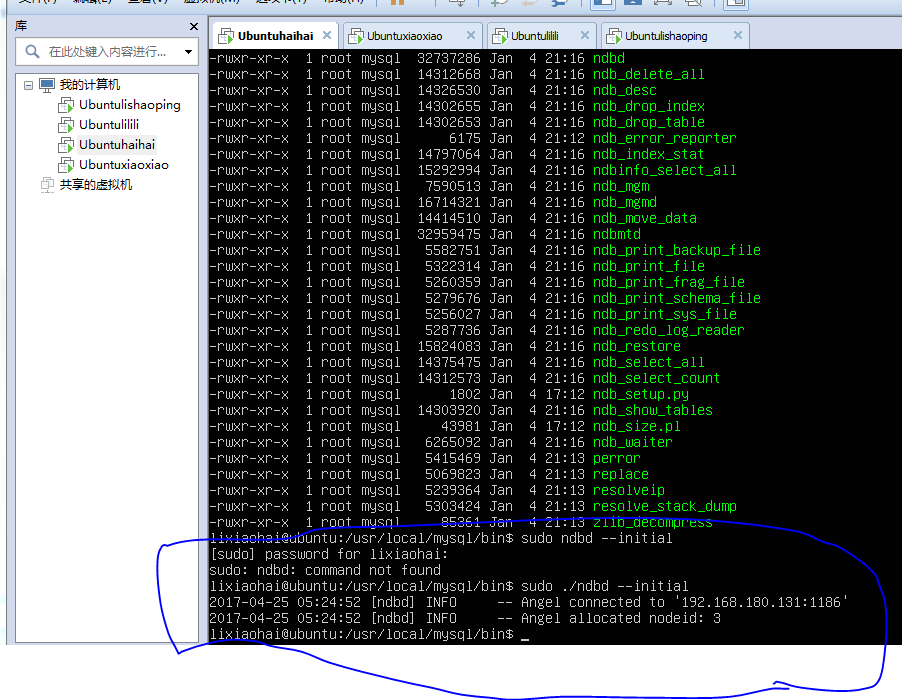 库
在此处键入内容进行...
我的计算机
Ubuntulishaoping
Ubuntulilili
Ubuntuhaihai
Ubuntuxiaoxiao
共享的虚拟机
Ubuntuhaihai Ubuntuxiaoxiao Ubuntulilili Ubuntulishaoping
-rwxr-xr-x 1 root mysql 32737286 Jan 4 21:16 ndbd
-rwxr-xr-x 1 root mysql 14312668 Jan 4 21:16 ndb_delete_all
-rwxr-xr-x 1 root mysql 14326530 Jan 4 21:16 ndb_desc
-rwxr-xr-x 1 root mysql 14302655 Jan 4 21:16 ndb_drop_index
-rwxr-xr-x 1 root mysql 14302653 Jan 4 21:16 ndb_drop_table
-rwxr-xr-x 1 root mysql 6175 Jan 4 21:12 ndb_error_reporter
-rwxr-xr-x 1 root mysql 14797064 Jan 4 21:16 ndb_index_stat
-rwxr-xr-x 1 root mysql 15292994 Jan 4 21:16 ndbinfo_select_all
-rwxr-xr-x 1 root mysql 7590513 Jan 4 21:16 ndb_mgm
-rwxr-xr-x 1 root mysql 16714321 Jan 4 21:16 ndb_mgmd
-rwxr-xr-x 1 root mysql 14414510 Jan 4 21:16 ndb_move_data
-rwxr-xr-x 1 root mysql 32959475 Jan 4 21:16 ndbmtd
-rwxr-xr-x 1 root mysql 5582751 Jan 4 21:16 ndb_print_backup_file
-rwxr-xr-x 1 root mysql 5322314 Jan 4 21:16 ndb_print_file
-rwxr-xr-x 1 root mysql 5260359 Jan 4 21:16 ndb_print_frag_file
-rwxr-xr-x 1 root mysql 5279676 Jan 4 21:16 ndb_print_schema_file
-rwxr-xr-x 1 root mysql 5256027 Jan 4 21:16 ndb_print_sys_file
-rwxr-xr-x 1 root mysql 5287736 Jan 4 21:16 ndb_redo_log_reader
-rwxr-xr-x 1 root mysql 15824083 Jan 4 21:16 ndb_restore
-rwxr-xr-x 1 root mysql 14375475 Jan 4 21:16 ndb_select_all
-rwxr-xr-x 1 root mysql 14312573 Jan 4 21:16 ndb_select_count
-rwxr-xr-x 1 root mysql 1802 Jan 4 17:12 ndb_setup.py
-rwxr-xr-x 1 root mysql 14303920 Jan 4 21:16 ndb_show_tables
-rwxr-xr-x 1 root mysql 43981 Jan 4 17:12 ndb_size.pl
-rwxr-xr-x 1 root mysql 6265092 Jan 4 21:16 ndb_waiter
-rwxr-xr-x 1 root mysql 5415469 Jan 4 21:13 perror
-rwxr-xr-x 1 root mysql 5069823 Jan 4 21:13 replace
-rwxr-xr-x 1 root mysql 5239364 Jan 4 21:13 resolveip
-rwxr-xr-x 1 root mysql 5303424 Jan 4 21:13 resolve_stack_dump
-rwxr-xr-x 1 root mysql 85361 Jan 4 21:13 zlib_decompress
lixiaohai@ubuntu:/usr/local/mysql/bin$ sudo ndbd --initial
[sudo] password for lixiaohai:
sudo: ndbd: command not found
lixiaohai@ubuntu:/usr/local/mysql/bin$ sudo ./ndbd --initial
2017-04-25 05:24:52 [ndbd] INFO -- Angel connected to '192.168.180.131:1186'
2017-04-25 05:24:52 [ndbd] INFO -- Angel allocated nodeid: 3
lixiaohai@ubuntu:/usr/local/mysql/bin$ _